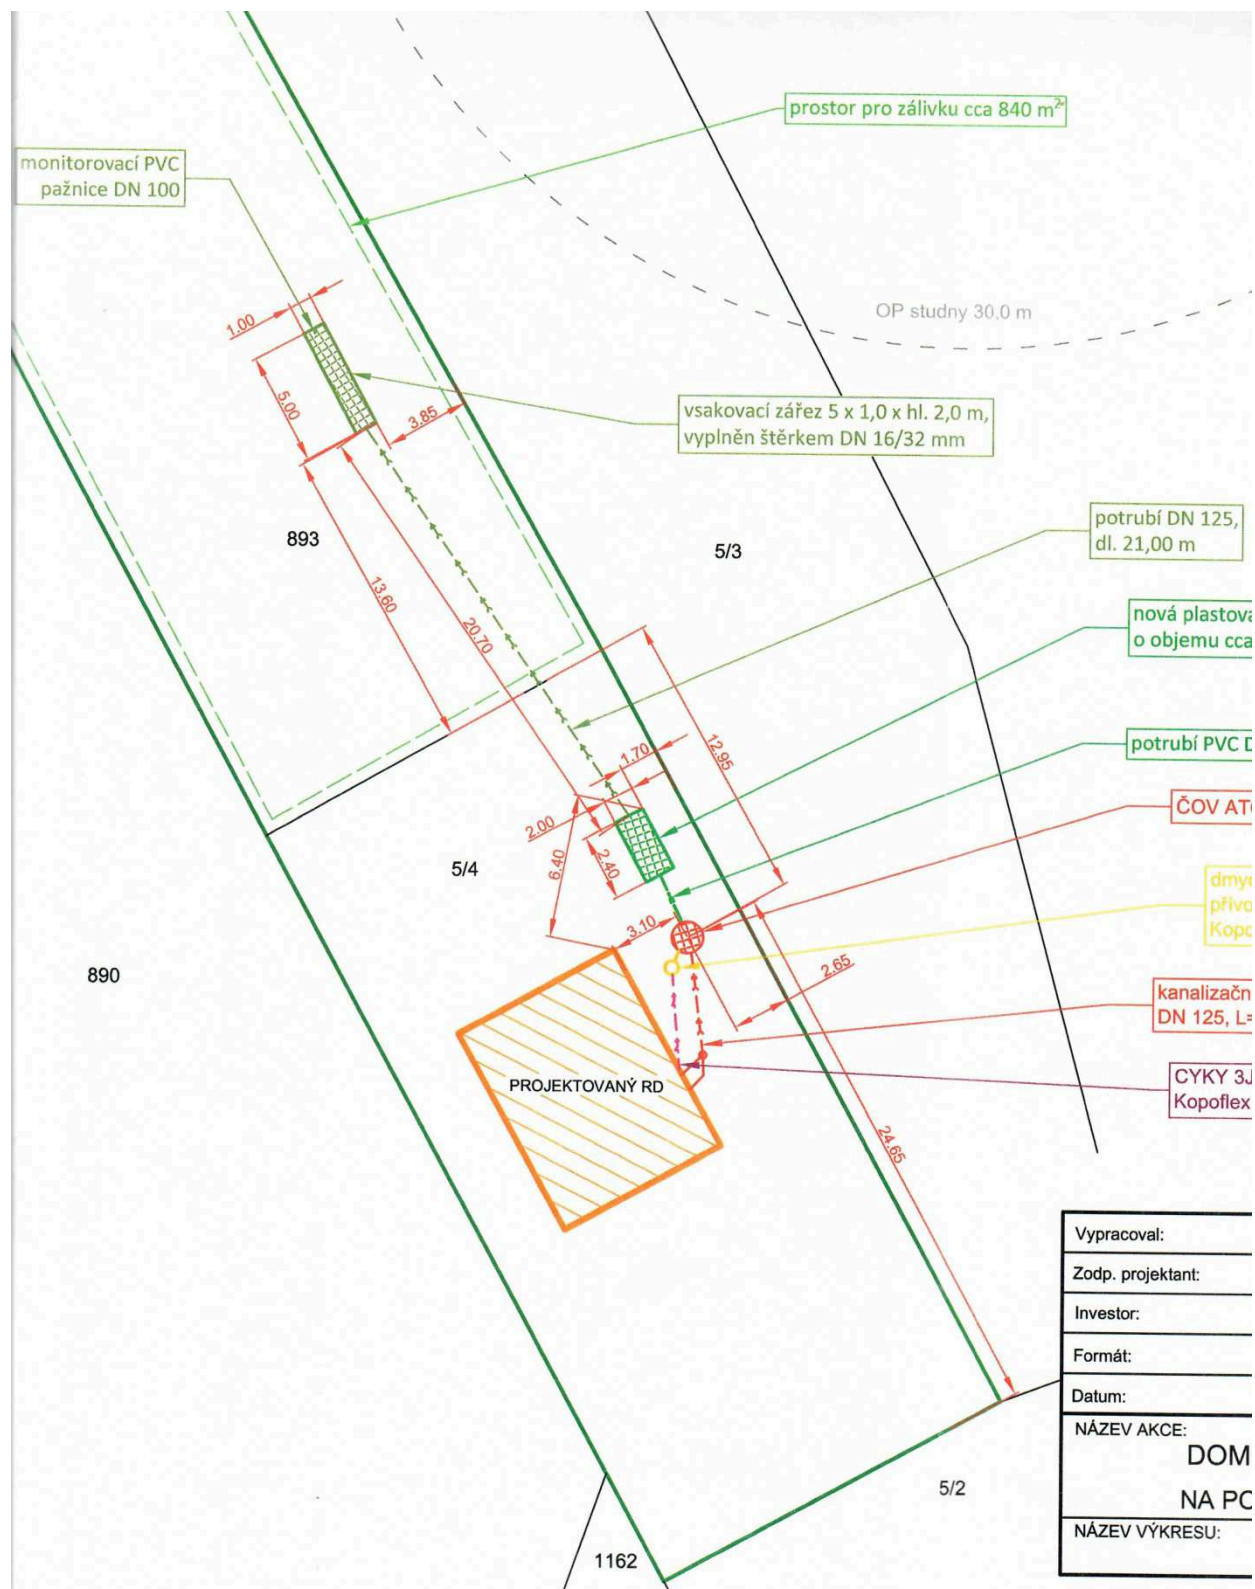 prostor pro zálivku cca 840 m²
monitorovací PVC
pažnice DN 100
OP studny 30,0 m
1.00
5.00
3.85
vsakovací zářez 5 x 1,0 x hl. 2,0 m,
vyplněn štěrkem DN 16/32 mm
893
5/3
potrubí DN 125,
dl. 21,00 m
13.60
20.70
nová plastova
o objemu cca
12.95
1.70
potrubí PVC D
2.00
ČOV AT
2.40
6.40
5/4
dmyc
přívo
Kopo
3.10
2.65
890
kanalizačn
DN 125, L=
PROJEKTOVANÝ RD
CYKY 3J
Kopoflex
24.65
Vypracoval:
Zodp. projektant:
Investor:
Formát:
Datum:
NÁZEV AKCE:
DOM
NA PO
NÁZEV VÝKRESU:
5/2
1162